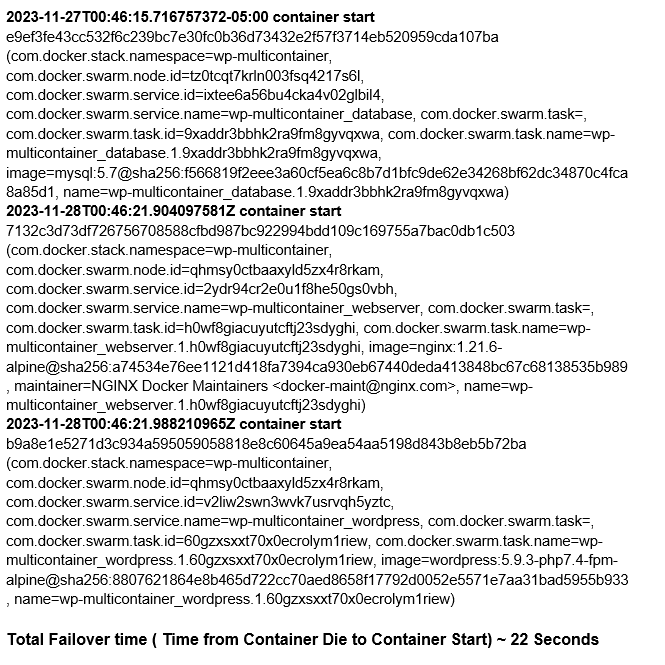 2023-11-27T00:46:15.716757372-05:00 container start
e9ef3fe43cc532f6c239bc7e30fc0b36d73432e2f57f3714eb520959cda107ba
(com.docker.stack.namespace=wp-multicontainer,
com.docker.swarm.node.id=tz0tcqt7krln003fsq4217s6l,
com.docker.swarm.service.id=ixtee6a56bu4cka4v02glbil4,
com.docker.swarm.service.name=wp-multicontainer_database, com.docker.swarm.task=,
com.docker.swarm.task.id=9xaddr3bbhk2ra9fm8gyvqxwa, com.docker.swarm.task.name=wp-
multicontainer_database.1.9xaddr3bbhk2ra9fm8gyvqxwa,
image=mysql:5.7@sha256:f566819f2eee3a60cf5ea6c8b7d1bfc9de62e34268bf62dc34870c4fca
8a85d1, name=wp-multicontainer_database.1.9xaddr3bbhk2ra9fm8gyvqxwa)
2023-11-28T00:46:21.904097581Z container start
7132c3d73df726756708588cfbd987bc922994bdd109c169755a7bac0db1c503
(com.docker.stack.namespace=wp-multicontainer,
com.docker.swarm.node.id=qhmsy0ctbaaxyld5zx4r8rkam,
com.docker.swarm.service.id=2ydr94cr2e0u1f8he50gs0vbh,
com.docker.swarm.service.name=wp-multicontainer_webserver, com.docker.swarm.task=,
com.docker.swarm.task.id=h0wf8giacuyutcftj23sdyghi, com.docker.swarm.task.name=wp-
multicontainer_webserver.1.h0wf8giacuyutcftj23sdyghi, image=nginx:1.21.6-
alpine@sha256:a74534e76ee1121d418fa7394ca930eb67440deda413848bc67c68138535b989
, maintainer=NGINX Docker Maintainers <docker-maint@nginx.com>, name=wp-
multicontainer_webserver.1.h0wf8giacuyutcftj23sdyghi)
2023-11-28T00:46:21.988210965Z container start
b9a8e1e5271d3c934a595059058818e8c60645a9ea54aa5198d843b8eb5b72ba
(com.docker.stack.namespace=wp-multicontainer,
com.docker.swarm.node.id=qhmsy0ctbaaxyld5zx4r8rkam,
com.docker.swarm.service.id=v2liw2swn3wvk7usrvqh5yztc,
com.docker.swarm.service.name=wp-multicontainer_wordpress, com.docker.swarm.task=,
com.docker.swarm.task.id=60gzxsxxt70x0ecrolym1riew, com.docker.swarm.task.name=wp-
multicontainer_wordpress.1.60gzxsxxt70x0ecrolym1riew, image=wordpress:5.9.3-php7.4-fpm-
alpine@sha256:8807621864e8b465d722cc70aed8658f17792d0052e5571e7aa31bad5955b933
, name=wp-multicontainer_wordpress.1.60gzxsxxt70x0ecrolym1riew)
Total Failover time ( Time from Container Die to Container Start) ~ 22 Seconds